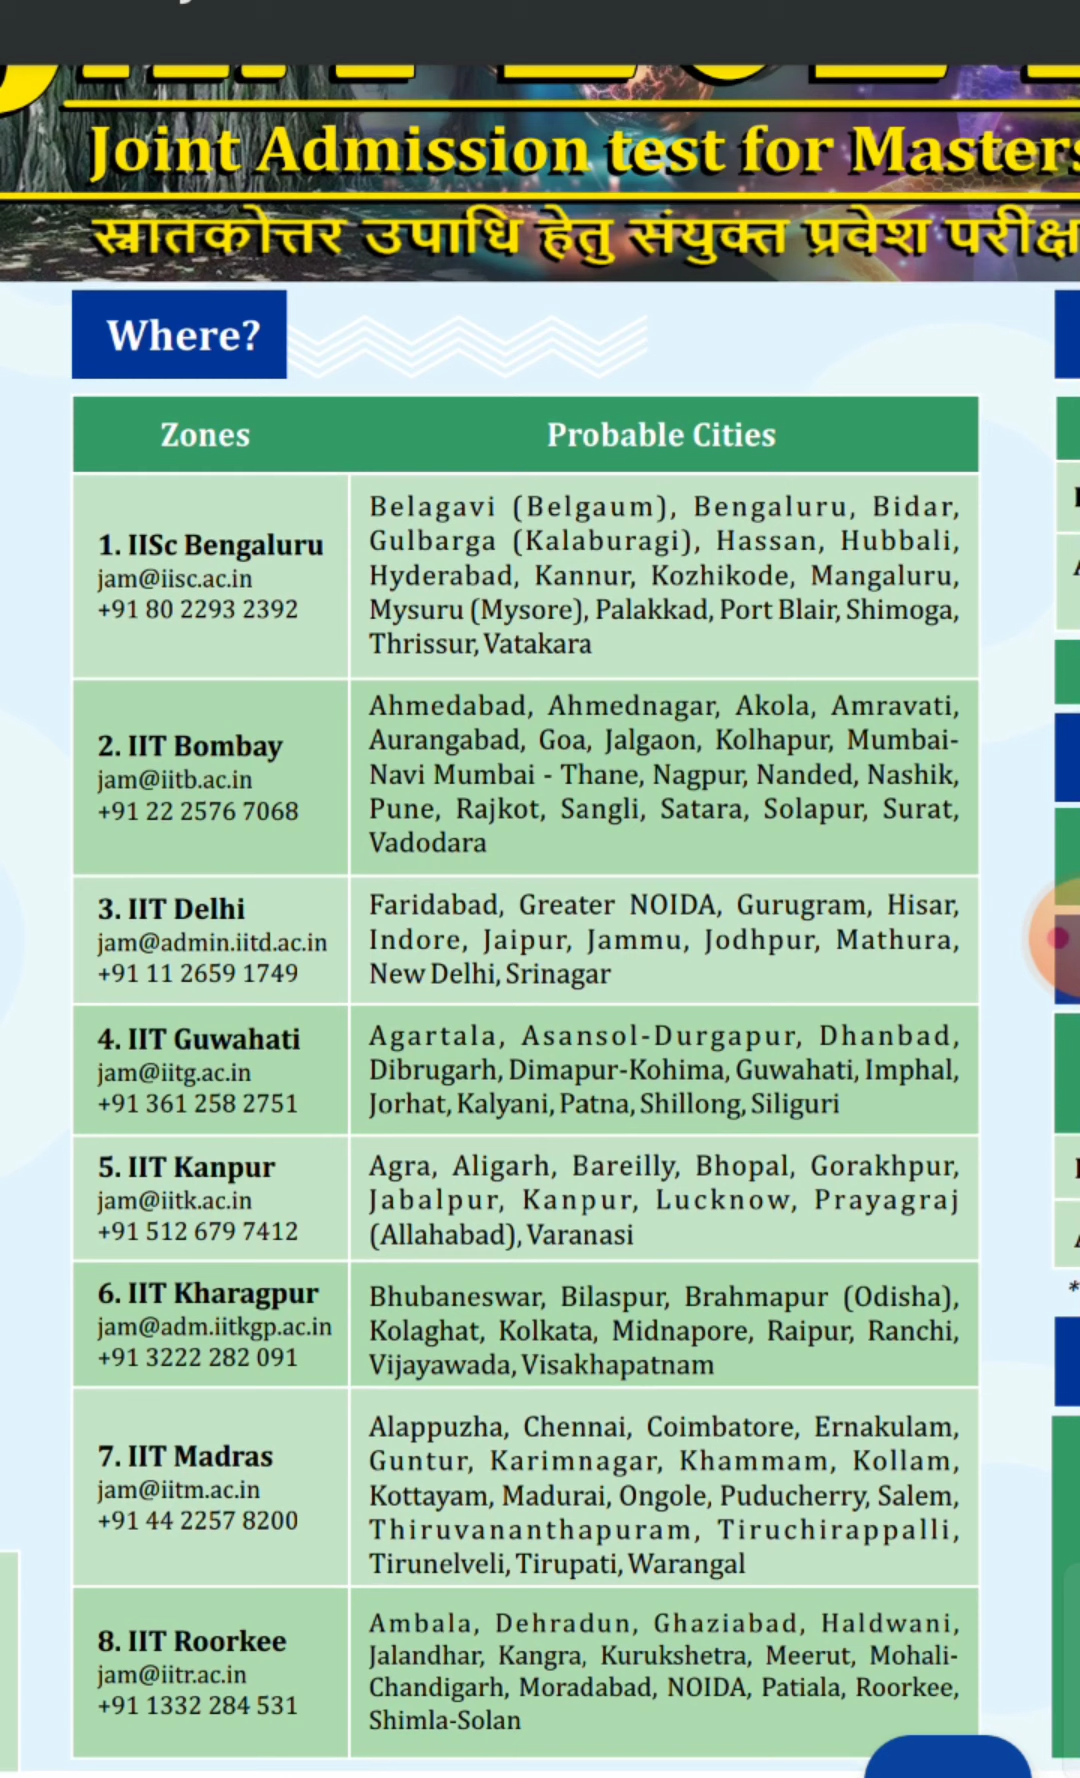 Joint Admission test for Masters
स्नातकोत्तर उपाधि हेतु संयुक्त प्रवेश परीक्षा
Where?
Zones
Probable Cities
1. IISc Bengaluru
jam@iisc.ac.in
+91 80 2293 2392
Belagavi (Belgaum), Bengaluru, Bidar,
Gulbarga (Kalaburagi), Hassan, Hubbali,
Hyderabad, Kannur, Kozhikode, Mangaluru,
Mysuru (Mysore), Palakkad, Port Blair, Shimoga,
Thrissur, Vatakara
2. IIT Bombay
jam@iitb.ac.in
+91 22 2576 7068
Ahmedabad, Ahmednagar, Akola, Amravati,
Aurangabad, Goa, Jalgaon, Kolhapur, Mumbai-
Navi Mumbai - Thane, Nagpur, Nanded, Nashik,
Pune, Rajkot, Sangli, Satara, Solapur, Surat,
Vadodara
3. IIT Delhi
jam@admin.iitd.ac.in
+91 11 2659 1749
Faridabad, Greater NOIDA, Gurugram, Hisar,
Indore, Jaipur, Jammu, Jodhpur, Mathura,
New Delhi, Srinagar
4. IIT Guwahati
jam@iitg.ac.in
+91 361 258 2751
Agartala, Asansol-Durgapur, Dhanbad,
Dibrugarh, Dimapur-Kohima, Guwahati, Imphal,
Jorhat, Kalyani, Patna, Shillong, Siliguri
5. IIT Kanpur
jam@iitk.ac.in
+91 512 679 7412
Agra, Aligarh, Bareilly, Bhopal, Gorakhpur,
Jabalpur, Kanpur, Lucknow, Prayagraj
(Allahabad), Varanasi
6. IIT Kharagpur
jam@adm.iitkgp.ac.in
+91 3222 282 091
Bhubaneswar, Bilaspur, Brahmapur (Odisha),
Kolaghat, Kolkata, Midnapore, Raipur, Ranchi,
Vijayawada, Visakhapatnam
7. IIT Madras
jam@iitm.ac.in
+91 44 2257 8200
Alappuzha, Chennai, Coimbatore, Ernakulam,
Guntur, Karimnagar, Khammam, Kollam,
Kottayam, Madurai, Ongole, Puducherry, Salem,
Thiruvananthapuram, Tiruchirappalli,
Tirunelveli, Tirupati, Warangal
8. IIT Roorkee
jam@iitr.ac.in
+91 1332 284 531
Ambala, Dehradun, Ghaziabad, Haldwani,
Jalandhar, Kangra, Kurukshetra, Meerut, Mohali-
Chandigarh, Moradabad, NOIDA, Patiala, Roorkee,
Shimla-Solan